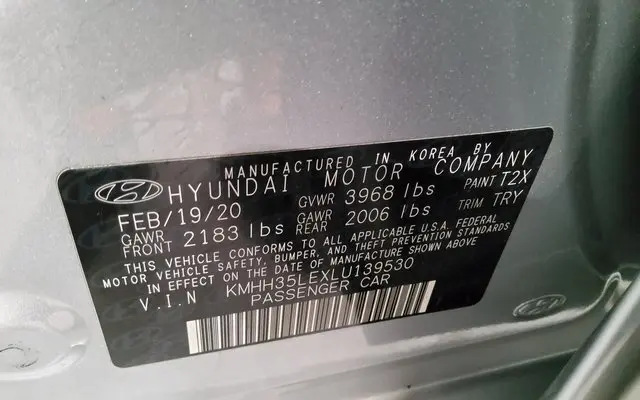 MANUFACTURED IN KOREA BY
HYUNDAI MOTOR COMPANY
FEB/19/20 GVWR 3968 lbs PAINT T2X
GAWR FRONT 2183 lbs GAWR REAR 2006 lbs TRIM TRY
THIS VEHICLE CONFORMS TO ALL APPLICABLE U.S.A. FEDERAL
MOTOR VEHICLE SAFETY, BUMPER, AND THEFT PREVENTION STANDARDS
IN EFFECT ON THE DATE OF MANUFACTURE SHOWN ABOVE
V.I.N KMHH35LEXLU139530
PASSENGER CAR